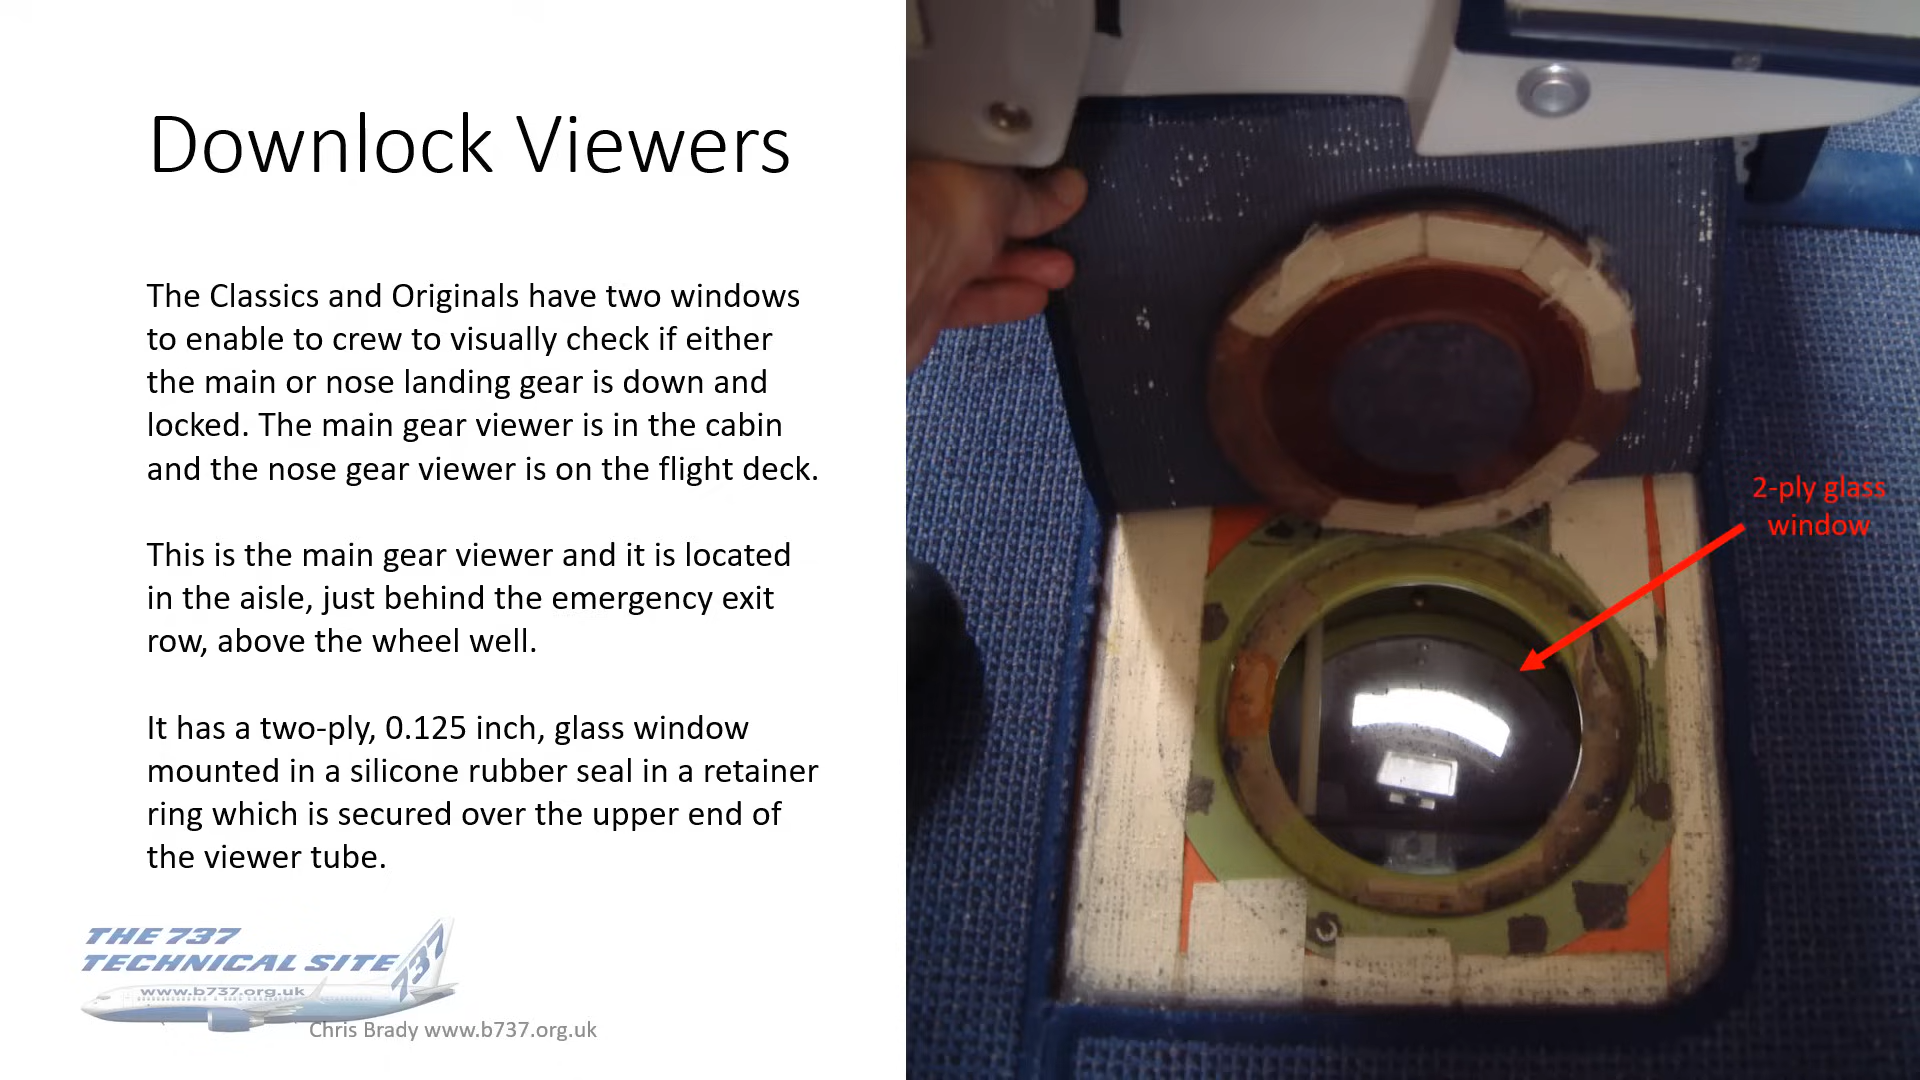 Downlock Viewers
The Classics and Originals have two windows
to enable to crew to visually check if either
the main or nose landing gear is down and
locked. The main gear viewer is in the cabin
and the nose gear viewer is on the flight deck.
This is the main gear viewer and it is located
in the aisle, just behind the emergency exit
row, above the wheel well.
It has a two-ply, 0.125 inch, glass window
mounted in a silicone rubber seal in a retainer
ring which is secured over the upper end of
the viewer tube.
2-ply glass
window
THE 737
TECHNICAL SITE
737
www.b737.org.uk
Chris Brady www.b737.org.uk